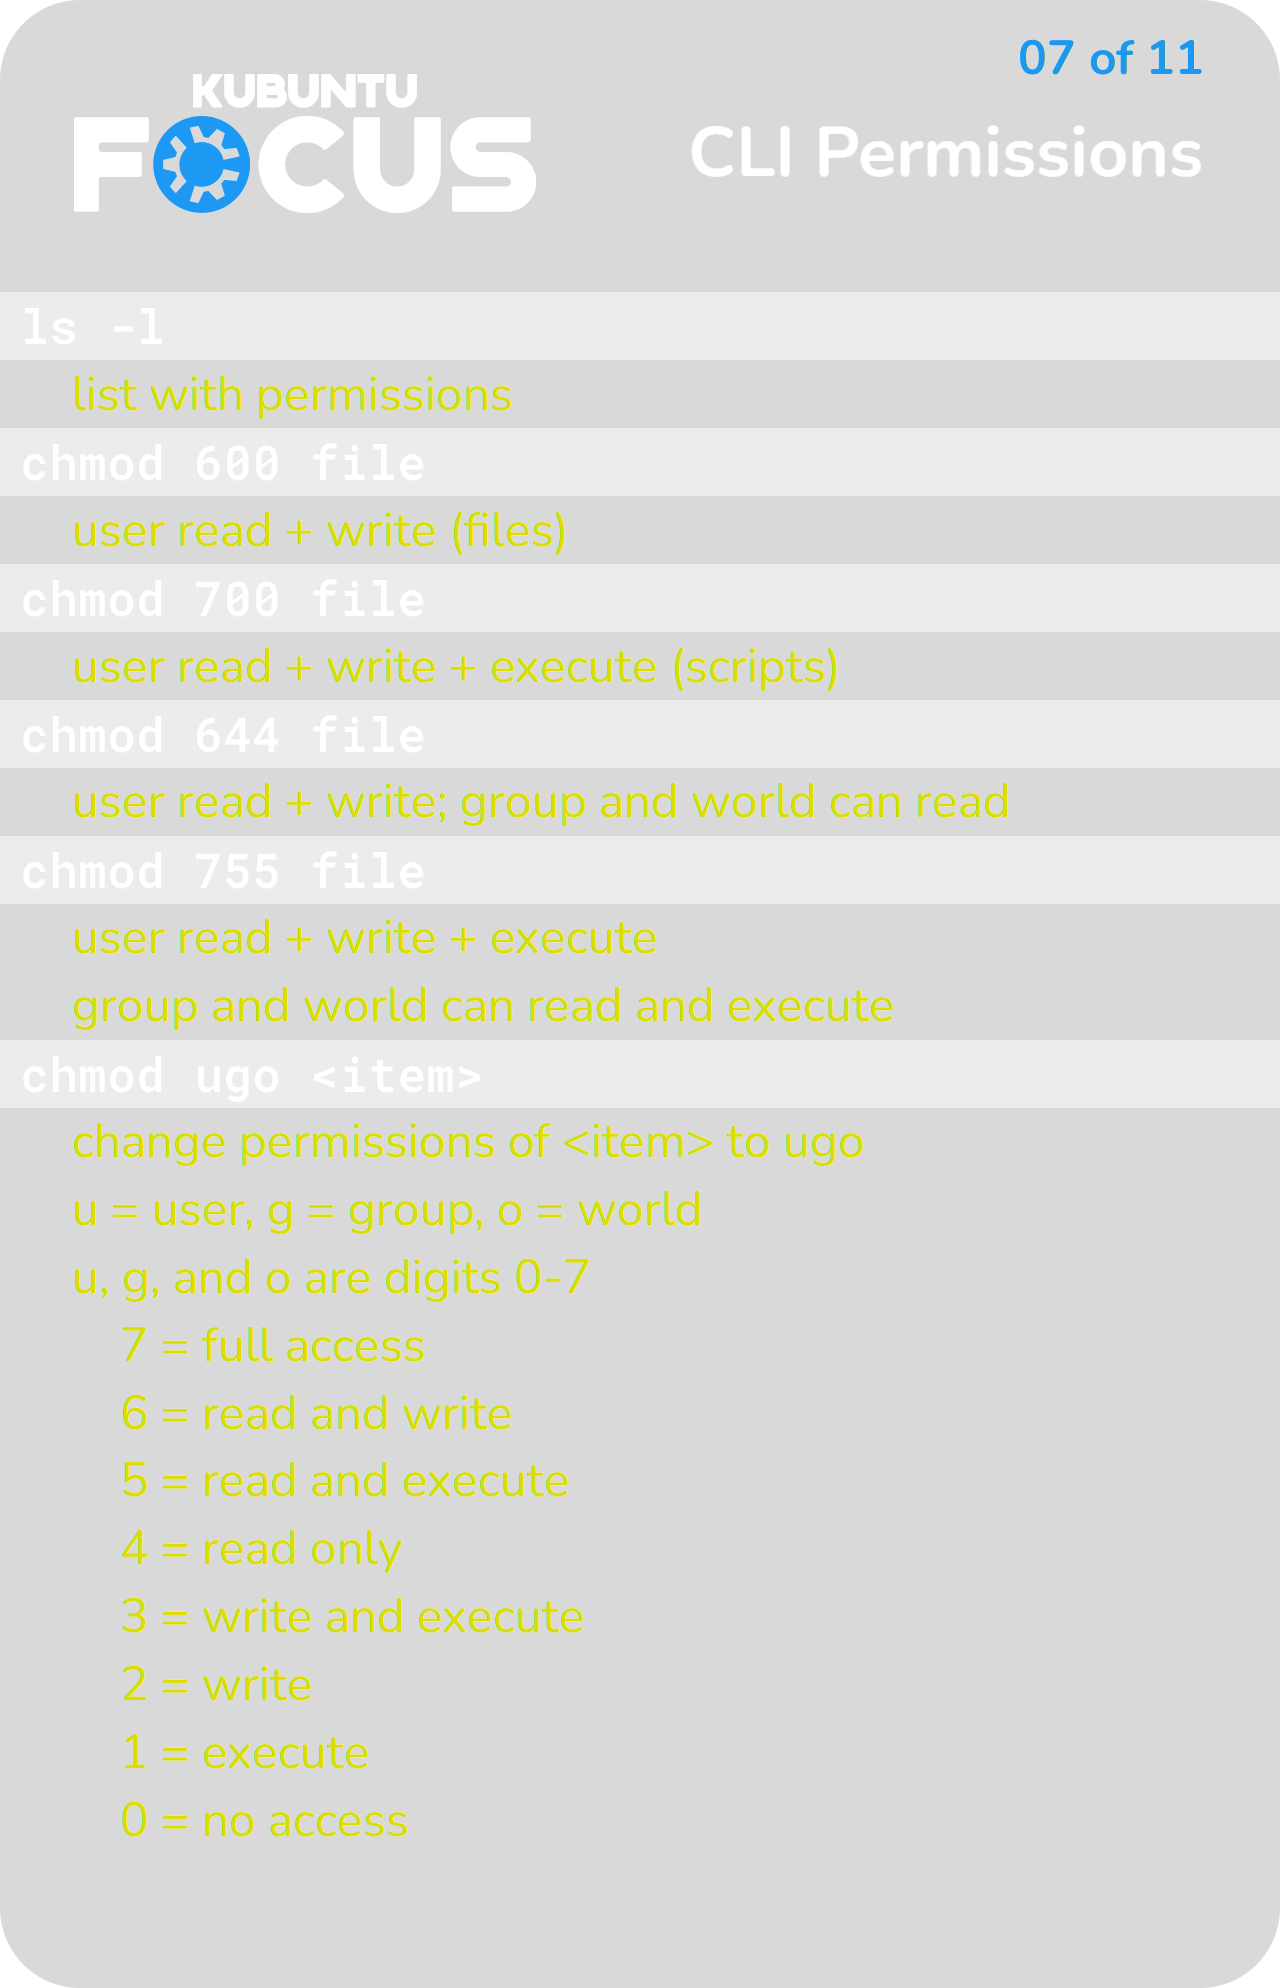 07 of 11
KUBUNTU
FOCUS
CLI Permissions
ls -l
list with permissions
chmod 600 file
user read + write (files)
chmod 700 file
user read + write + execute (scripts)
chmod 644 file
user read + write; group and world can read
chmod 755 file
user read + write + execute
group and world can read and execute
chmod ugo <item>
change permissions of <item> to ugo
u = user, g = group, o = world
u, g, and o are digits 0-7
7 = full access
6 = read and write
5 = read and execute
4 = read only
3 = write and execute
2 = write
1 = execute
0 = no access